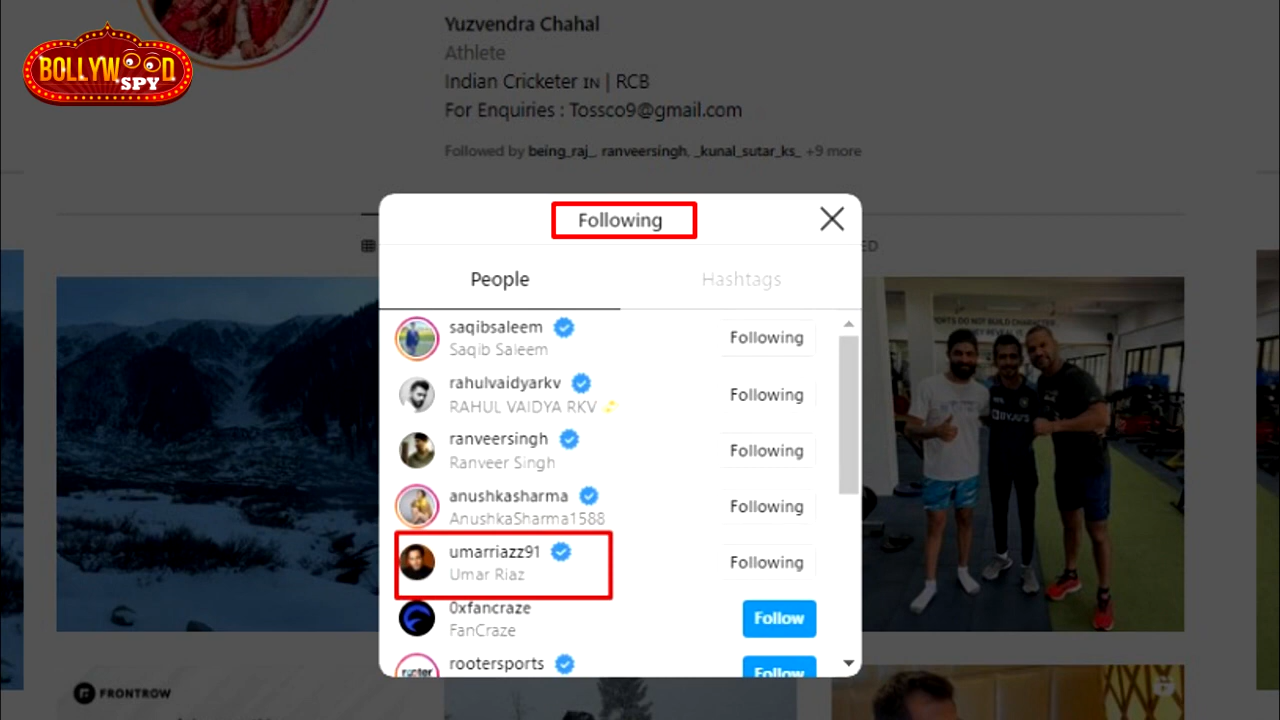 BOLLYWOOD
SPY
Yuzvendra Chahal
Athlete
Indian Cricketer IN | RCB
For Enquiries : Tossco9@gmail.com
Followed by being_raj_, ranveersingh, _kunal_sutar_ks_ +9 more
Following
People
Hashtags
saqibsaleem
Saqib Saleem
Following
rahulvaidyarkv
RAHUL VAIDYA RKV
Following
ranveersingh
Ranveer Singh
Following
anushkasharma
AnushkaSharma1588
Following
umarriazz91
Umar Riaz
Following
0xfancraze
FanCraze
Follow
rootersports
Follow
FRONTROW
BYJU'S